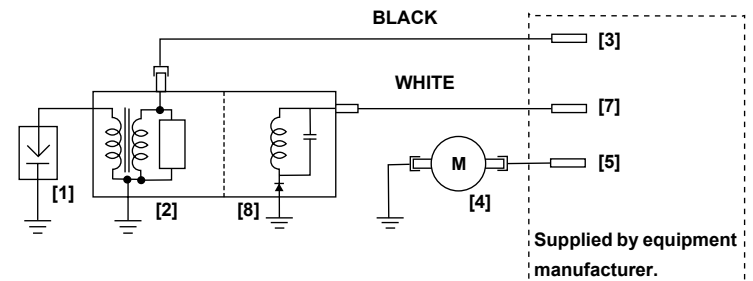 BLACK
[3]
WHITE
[7]
[5]
M
[1]
[2]
[8]
[4]
Supplied by equipment
manufacturer.